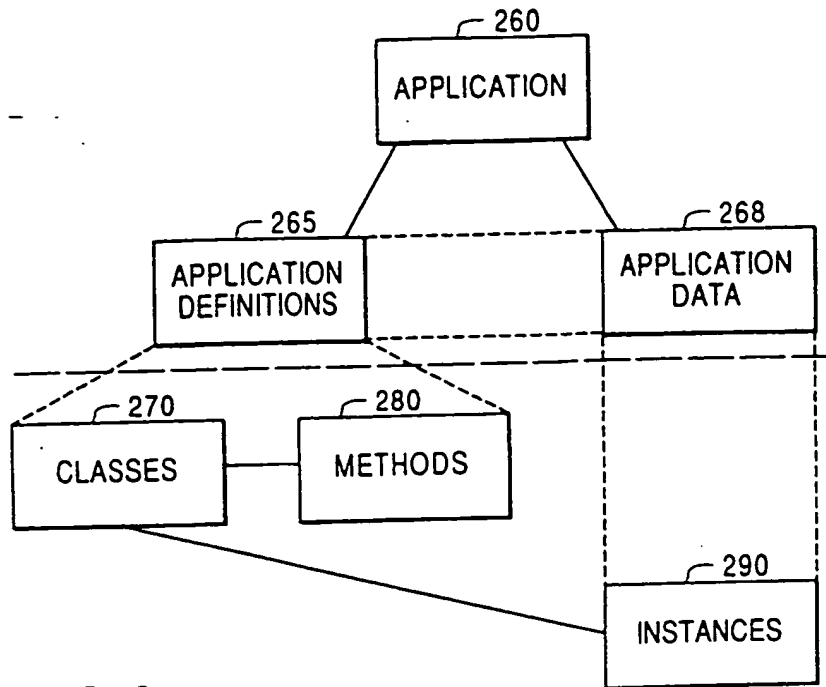 260
APPLICATION
265
268
APPLICATION
DEFINITIONS
APPLICATION
DATA
270
280
CLASSES
METHODS
290
INSTANCES